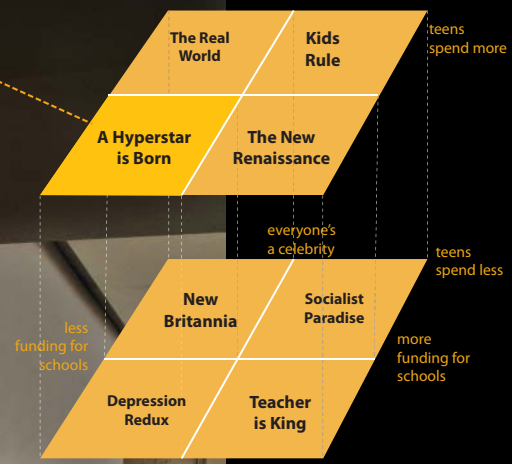 The Real
World
Kids
Rule
teens
spend more
A Hyperstar
is Born
The New
Renaissance
everyone's
a celebrity
teens
spend less
New
Britannia
Socialist
Paradise
less
funding for
schools
more
funding for
schools
Depression
Redux
Teacher
is King